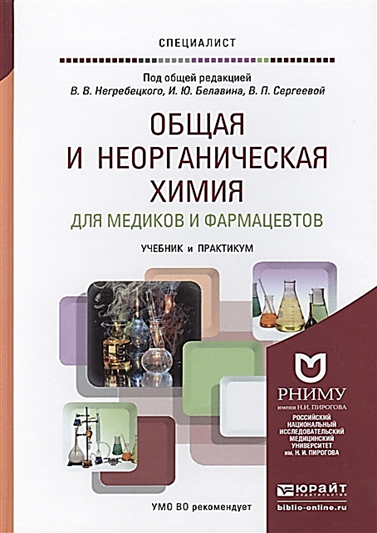 СПЕЦИАЛИСТ
Под общей редакцией
В. В. Негребецкого, И. Ю. Белавина, В. П. Сергеевой
ОБЩАЯ
И НЕОРГАНИЧЕСКАЯ
ХИМИЯ
ДЛЯ МЕДИКОВ И ФАРМАЦЕВТОВ
УЧЕБНИК и ПРАКТИКУМ
РНИМУ
ИМЕНИ Н.И. ПИРОГОВА
РОССИЙСКИЙ
НАЦИОНАЛЬНЫЙ
ИССЛЕДОВАТЕЛЬСКИЙ
МЕДИЦИНСКИЙ
УНИВЕРСИТЕТ
ИМ. Н. И. ПИРОГОВА
УМО ВО рекомендует
юрайт
издательство
biblio-online.ru